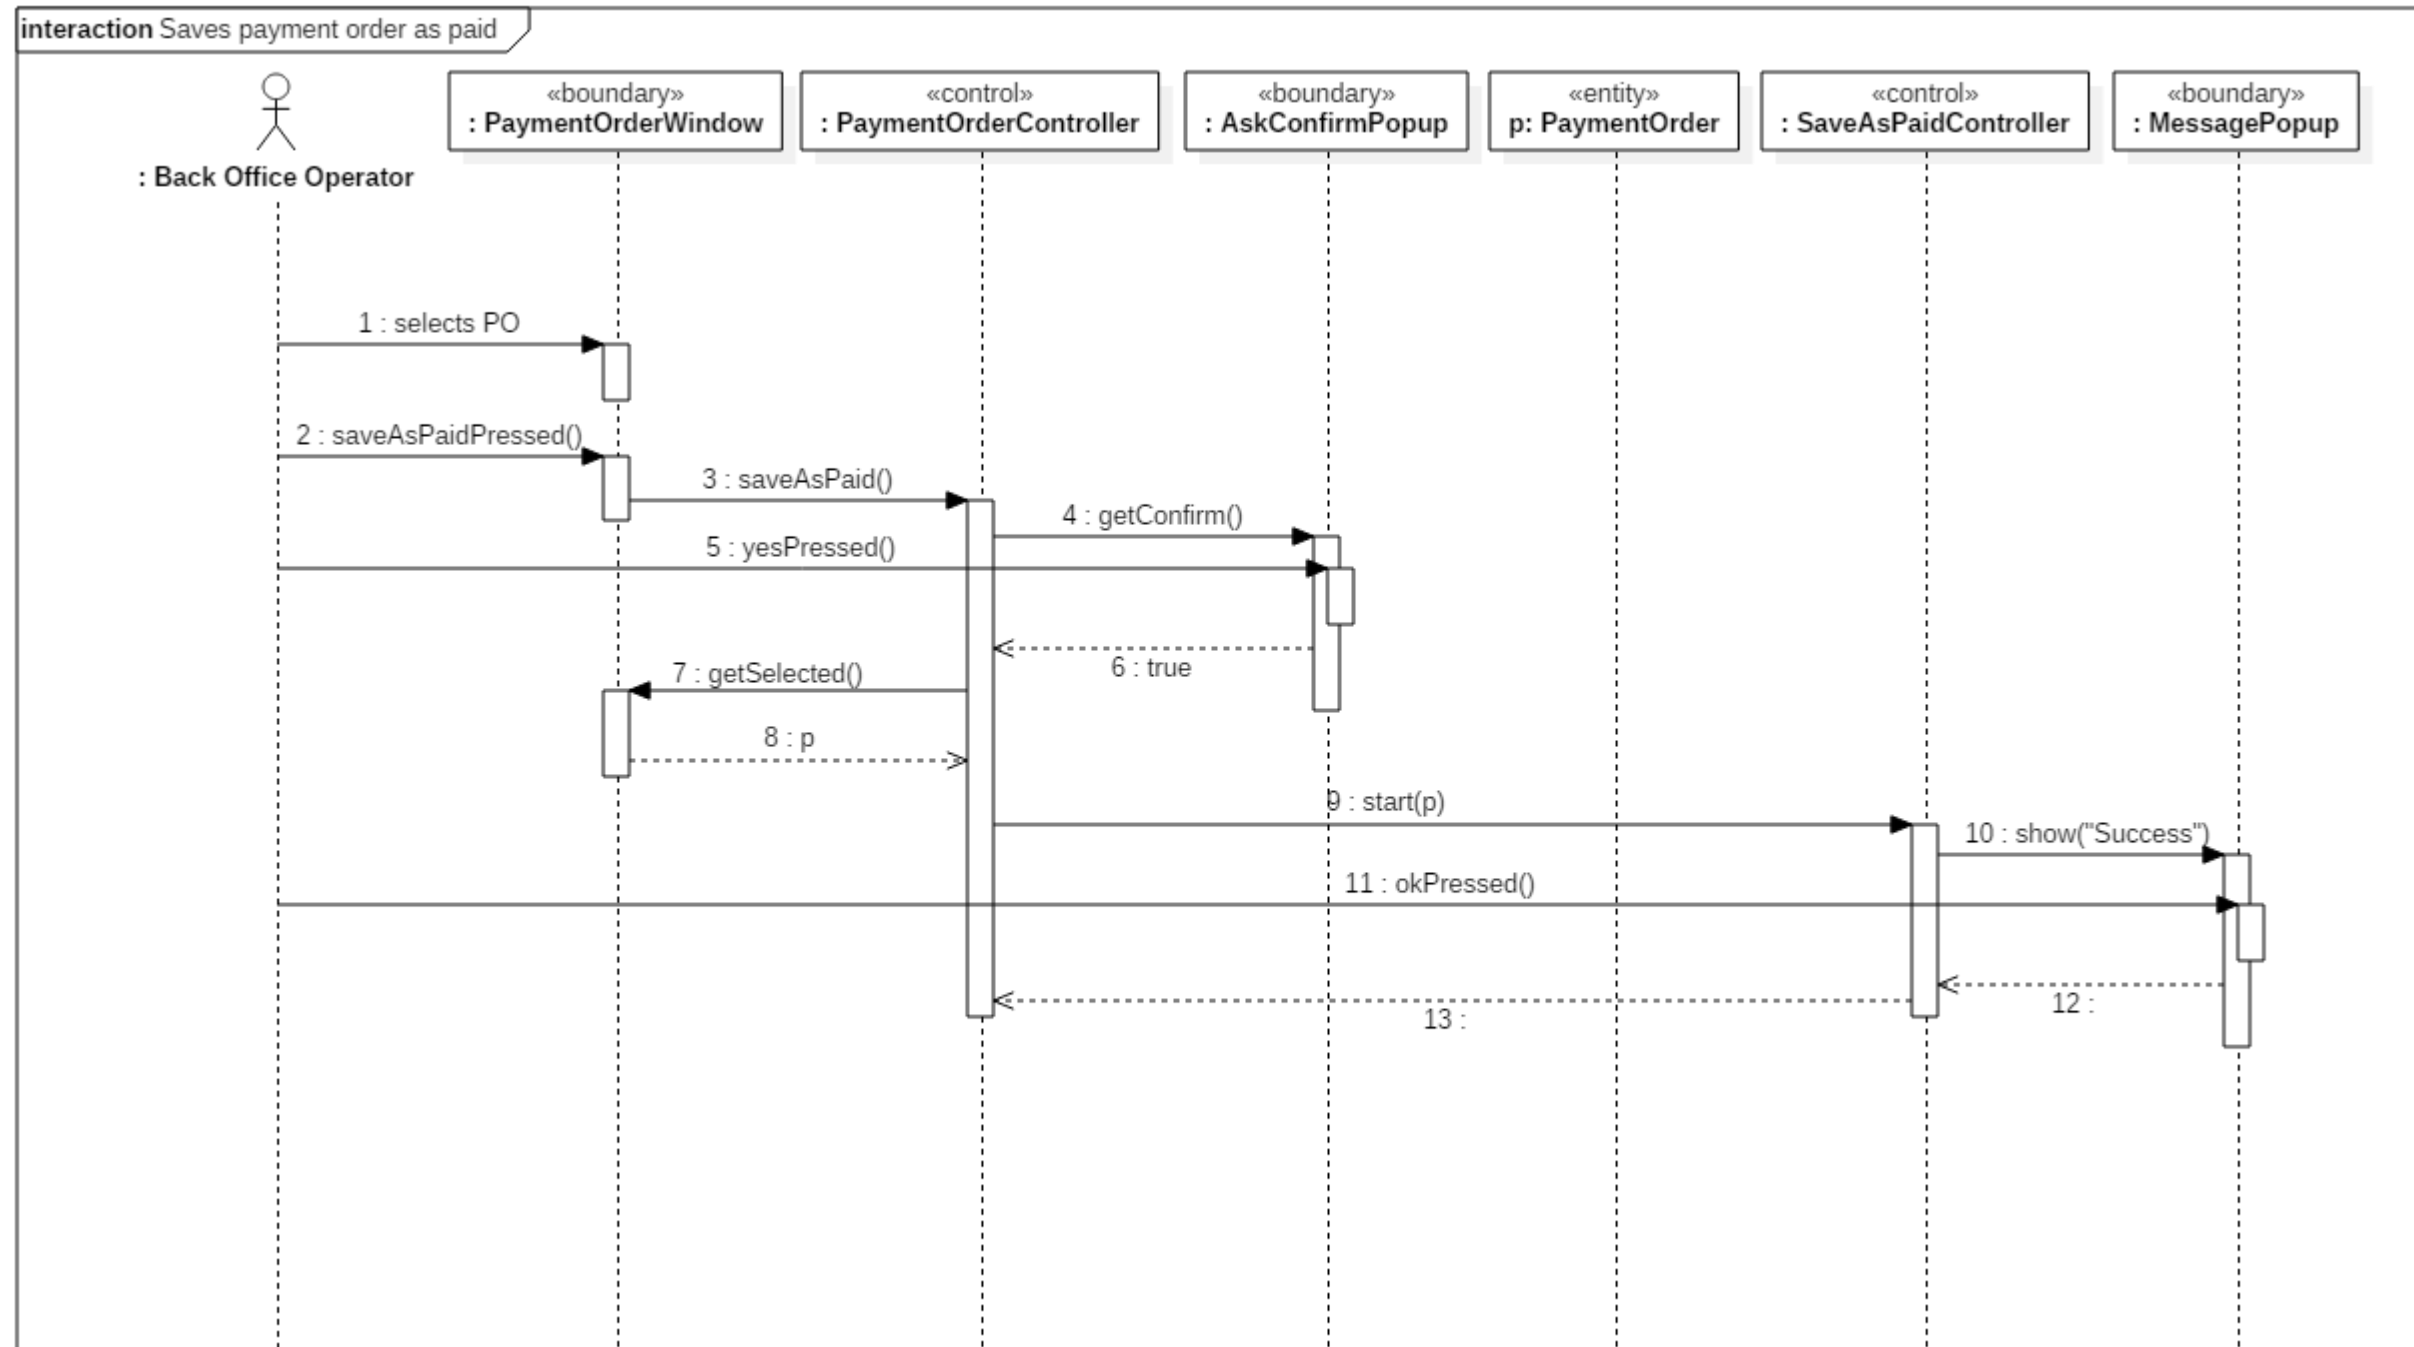 interaction Saves payment order as paid
«boundary»
: PaymentOrderWindow
«control»
: PaymentOrderController
«boundary»
: AskConfirmPopup
«entity»
p: PaymentOrder
«control»
: SaveAsPaidController
«boundary»
: MessagePopup
: Back Office Operator
1 : selects PO
2 : saveAsPaidPressed()
3 : saveAsPaid()
4 : getConfirm()
5 : yesPressed()
6 : true
7 : getSelected()
8 : p
9 : start(p)
10 : show("Success")
11 : okPressed()
12 :
13 :